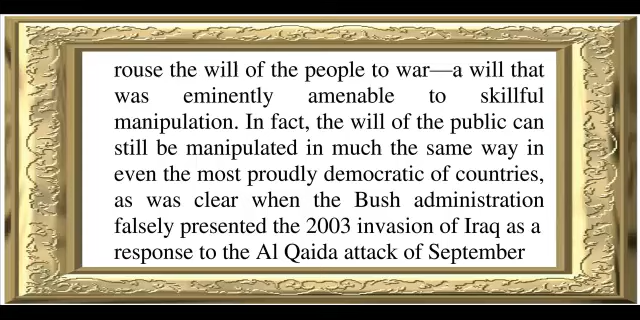 rouse the will of the people to war—a will that
was eminently amenable to skillful
manipulation. In fact, the will of the public can
still be manipulated in much the same way in
even the most proudly democratic of countries,
as was clear when the Bush administration
falsely presented the 2003 invasion of Iraq as a
response to the Al Qaida attack of September